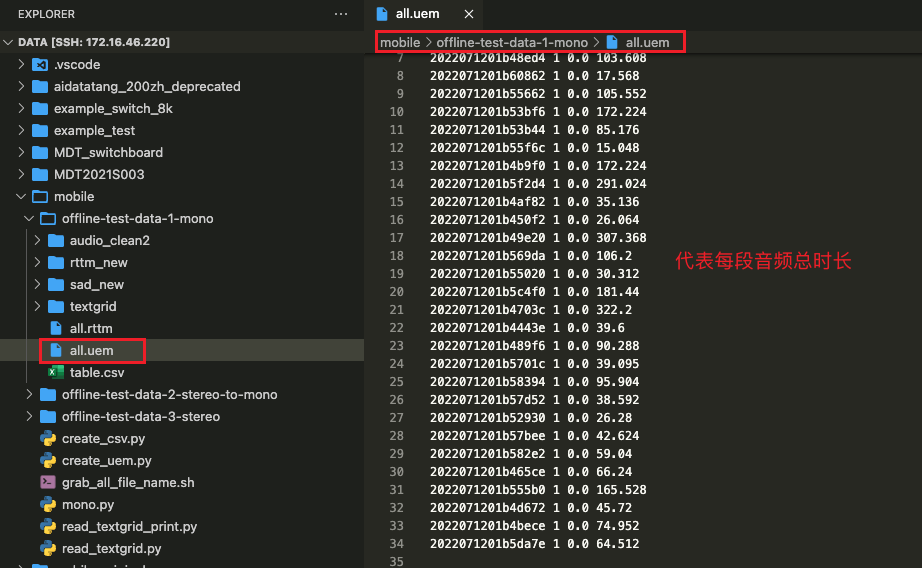 EXPLORER
···
all.uem
DATA [SSH: 172.16.46.220]
mobile > offline-test-data-1-mono > all.uem
.vscode
aidatatang_200zh_deprecated
example_switch_8k
example_test
MDT_switchboard
MDT2021S003
mobile
offline-test-data-1-mono
audio_clean2
rttm_new
sad_new
textgrid
all.rttm
all.uem
table.csv
offline-test-data-2-stereo-to-mono
offline-test-data-3-stereo
create_csv.py
create_uem.py
grab_all_file_name.sh
mono.py
read_textgrid_print.py
read_textgrid.py
7 2022071201b48ed4 1 0.0 103.608
8 2022071201b60862 1 0.0 17.568
9 2022071201b55662 1 0.0 105.552
10 2022071201b53bf6 1 0.0 172.224
11 2022071201b53b44 1 0.0 85.176
12 2022071201b55f6c 1 0.0 15.048
13 2022071201b4b9f0 1 0.0 172.224
14 2022071201b5f2d4 1 0.0 291.024
15 2022071201b4af82 1 0.0 35.136
16 2022071201b450f2 1 0.0 26.064
17 2022071201b49e20 1 0.0 307.368
18 2022071201b569da 1 0.0 106.2
19 2022071201b55020 1 0.0 30.312
20 2022071201b5c4f0 1 0.0 181.44
21 2022071201b4703c 1 0.0 322.2
22 2022071201b4443e 1 0.0 39.6
23 2022071201b489f6 1 0.0 90.288
24 2022071201b5701c 1 0.0 39.095
25 2022071201b58394 1 0.0 95.904
26 2022071201b57d52 1 0.0 38.592
27 2022071201b52930 1 0.0 26.28
28 2022071201b57bee 1 0.0 42.624
29 2022071201b582e2 1 0.0 59.04
30 2022071201b465ce 1 0.0 66.24
31 2022071201b555b0 1 0.0 165.528
32 2022071201b4d672 1 0.0 45.72
33 2022071201b4bece 1 0.0 74.952
34 2022071201b5da7e 1 0.0 64.512
35
代表每段音频总时长